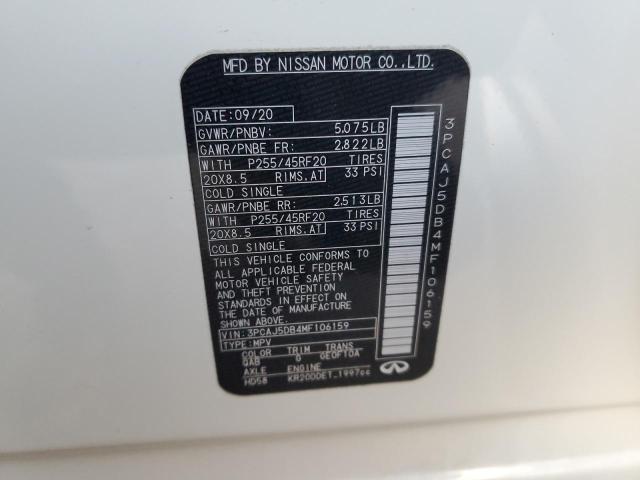 MFD BY NISSAN MOTOR CO.,LTD.
DATE:09/20
GVWR/PNBV: 5,075LB
GAWR/PNBE FR: 2,822LB
WITH P255/45RF20 TIRES
20X8.5 RIMS.AT 33 PSI
COLD SINGLE
GAWR/PNBE RR: 2,513LB
WITH P255/45RF20 TIRES
20X8.5 RIMS.AT 33 PSI
COLD SINGLE
THIS VEHICLE CONFORMS TO
ALL APPLICABLE FEDERAL
MOTOR VEHICLE SAFETY
AND THEFT PREVENTION
STANDARDS IN EFFECT ON
THE DATE OF MANUFACTURE
SHOWN ABOVE.
VIN:3PCAJ5DB4MF106159
TYPE:MPV
COLOR TRIM TRANS
QAB G GE0F10A
AXLE ENGINE
HD58 KR20DDET 1997cc
3PCAJ5DB4MF106159